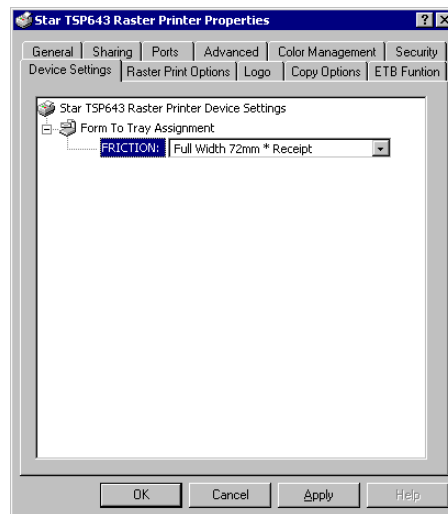 Star TSP643 Raster Printer Properties
General Sharing Ports Advanced Color Management Security
Device Settings Raster Print Options Logo Copy Options ETB Funtion
Star TSP643 Raster Printer Device Settings
Form To Tray Assignment
FRICTION: Full Width 72mm * Receipt
OK Cancel Apply Help